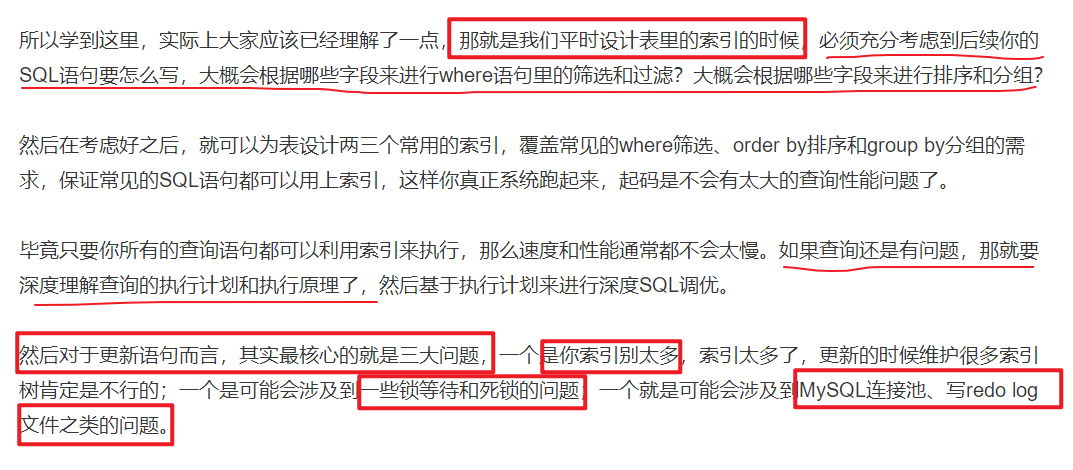 所以学到这里，实际上大家应该已经理解了一点，那就是我们平时设计表里的索引的时候，必须充分考虑到后续你的
SQL语句要怎么写，大概会根据哪些字段来进行where语句里的筛选和过滤？大概会根据哪些字段来进行排序和分组？
然后在考虑好之后，就可以为表设计两三个常用的索引，覆盖常见的where筛选、order by排序和group by分组的需
求，保证常见的SQL语句都可以用上索引，这样你真正系统跑起来，起码是不会有太大的查询性能问题了。
毕竟只要你所有的查询语句都可以利用索引来执行，那么速度和性能通常都不会太慢。如果查询还是有问题，那就要
深度理解查询的执行计划和执行原理了，然后基于执行计划来进行深度SQL调优。
然后对于更新语句而言，其实最核心的就是三大问题，一个是你索引别太多，索引太多了，更新的时候维护很多索引
树肯定是不行的；一个是可能会涉及到一些锁等待和死锁的问题；一个就是可能会涉及到MySQL连接池、写redo log
文件之类的问题。